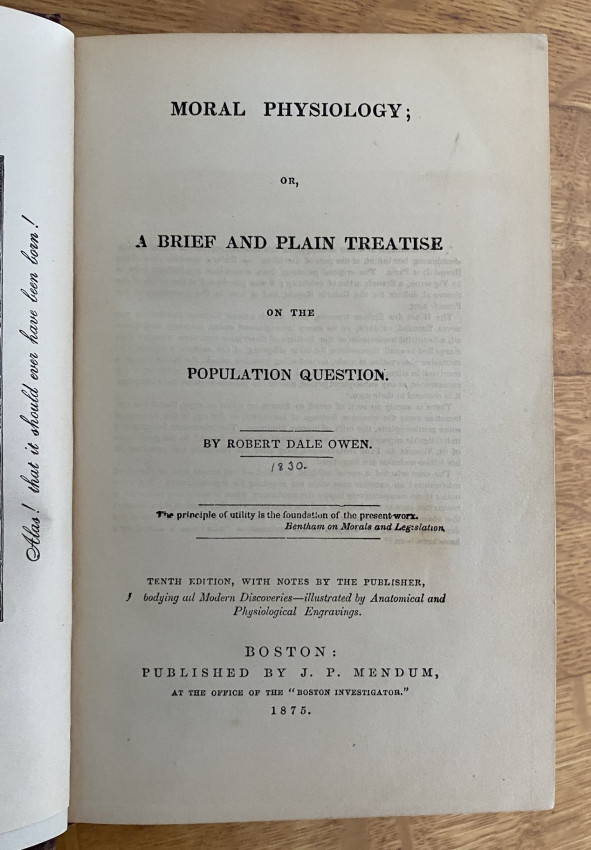 Alas! that it should ever have been born!
MORAL PHYSIOLOGY;
OR,
A BRIEF AND PLAIN TREATISE
ON THE
POPULATION QUESTION.
BY ROBERT DALE OWEN.
1830.
The principle of utility is the foundation of the present work.
Bentham on Morals and Legislation
TENTH EDITION, WITH NOTES BY THE PUBLISHER,
bodying all Modern Discoveries—illustrated by Anatomical and
Physiological Engravings.
BOSTON:
PUBLISHED BY J. P. MENDUM,
AT THE OFFICE OF THE "BOSTON INVESTIGATOR."
1875.